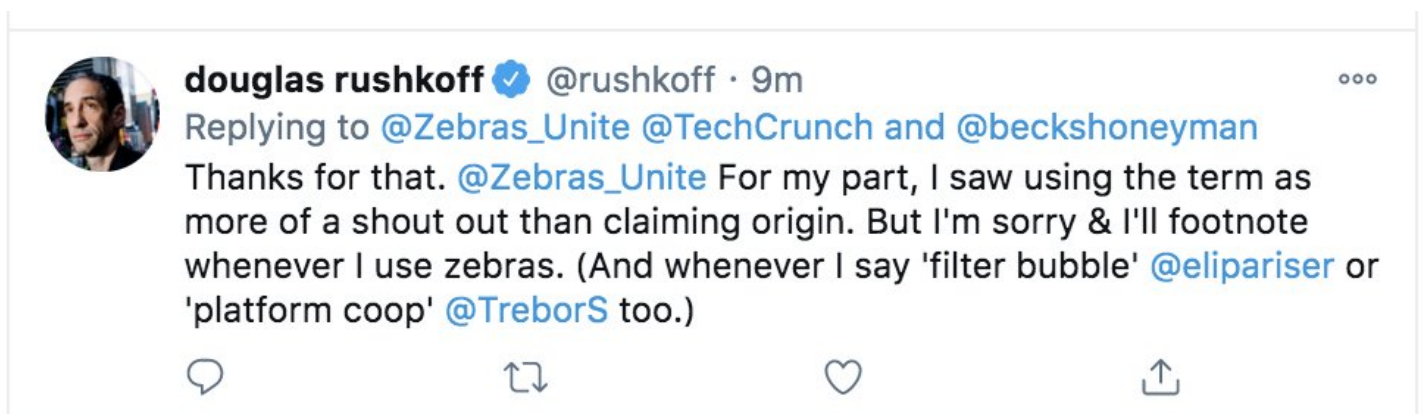 douglas rushkoff @rushkoff · 9m
Replying to @Zebras_Unite @TechCrunch and @beckshoneyman
Thanks for that. @Zebras_Unite For my part, I saw using the term as
more of a shout out than claiming origin. But I'm sorry & I'll footnote
whenever I use zebras. (And whenever I say 'filter bubble' @elipariser or
'platform coop' @TreborS too.)